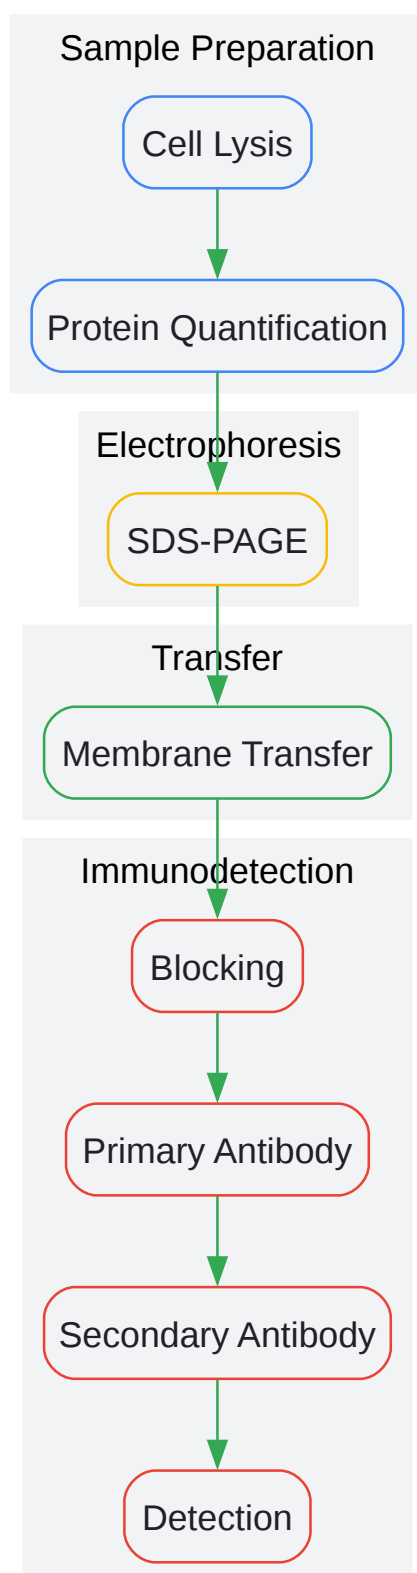 Sample Preparation
Cell Lysis
Protein Quantification
Electrophoresis
SDS-PAGE
Transfer
Membrane Transfer
Immunodetection
Blocking
Primary Antibody
Secondary Antibody
Detection